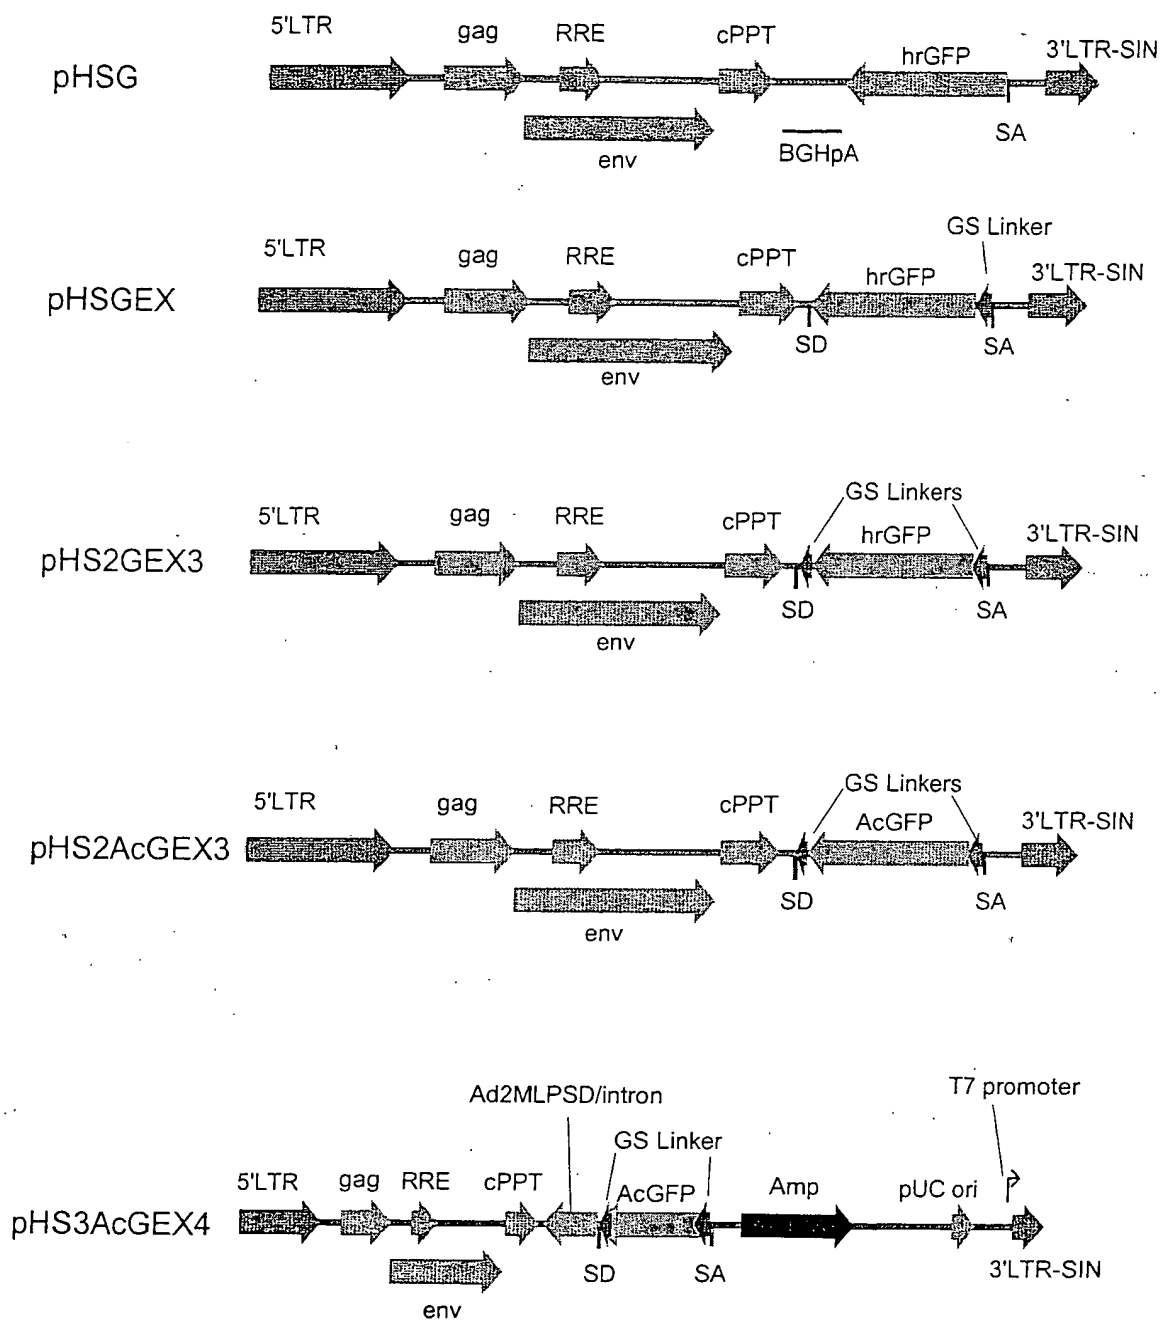 5'LTR gag RRE cPPT hrGFP 3'LTR-SIN
pHSG
SA
env BGHpA
GS Linker
5'LTR gag RRE cPPT hrGFP 3'LTR-SIN
pHSGEX
SD SA
env
GS Linkers
5'LTR gag RRE cPPT hrGFP 3'LTR-SIN
pHS2GEX3
SD SA
env
GS Linkers
5'LTR gag RRE cPPT AcGFP 3'LTR-SIN
pHS2AcGEX3
SD SA
env
Ad2MLPSD/intron T7 promoter
GS Linker
5'LTR gag RRE cPPT AcGFP Amp pUC ori
pHS3AcGEX4
SD SA 3'LTR-SIN
env